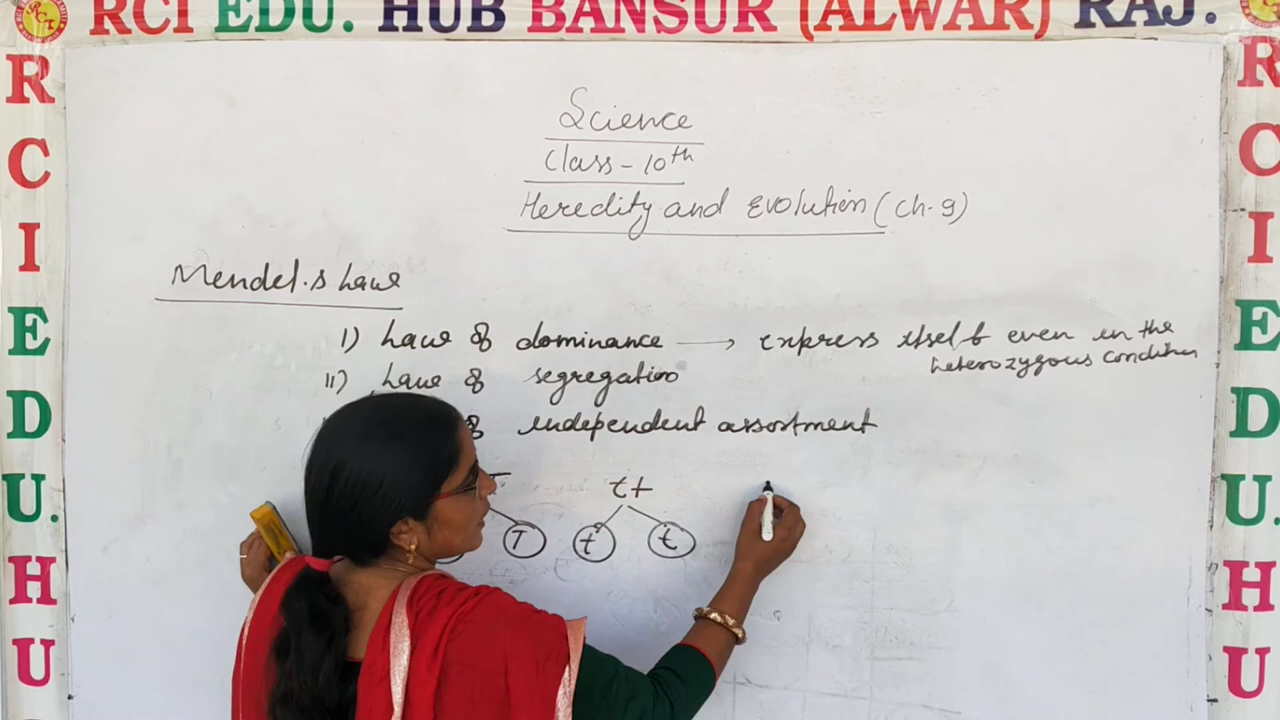 RCI EDU. HUB BANSUR (ALWAR) RAJ.
R
C
I
E
D
U.
H
U
Science
Class - 10th
Heredity and Evolution (Ch-9)
Mendel's Law
I) Law of dominance → express itself even in the
heterozygous condition
II) Law of segregation
of independent assortment
tt
T t t
R
C
I
E
D
U.
H
U